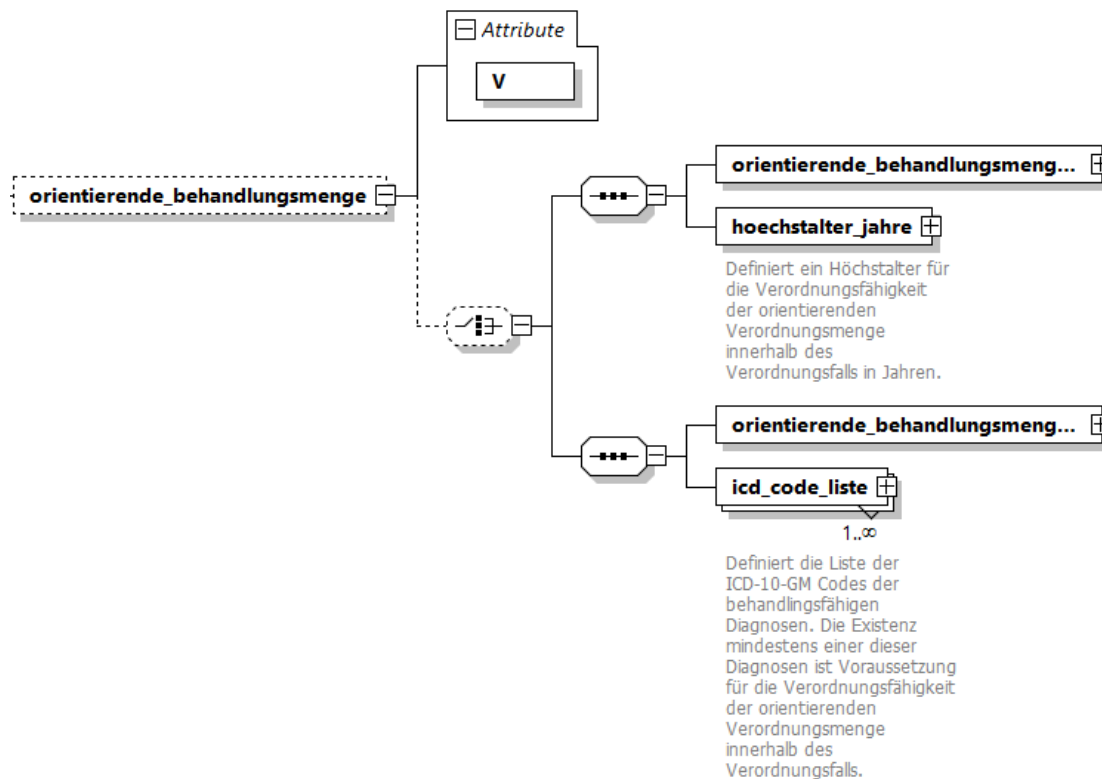 Attribute
V
orientierende_behandlungsmenge
orientierende_behandlungsmeng...
hoechstalter_jahre
Definiert ein Höchstalter für
die Verordnungsfähigkeit
der orientierenden
Verordnungsmenge
innerhalb des
Verordnungsfalls in Jahren.
orientierende_behandlungsmeng...
icd_code_liste
1..∞
Definiert die Liste der
ICD-10-GM Codes der
behandlingsfähigen
Diagnosen. Die Existenz
mindestens einer dieser
Diagnosen ist Voraussetzung
für die Verordnungsfähigkeit
der orientierenden
Verordnungsmenge
innerhalb des
Verordnungsfalls.